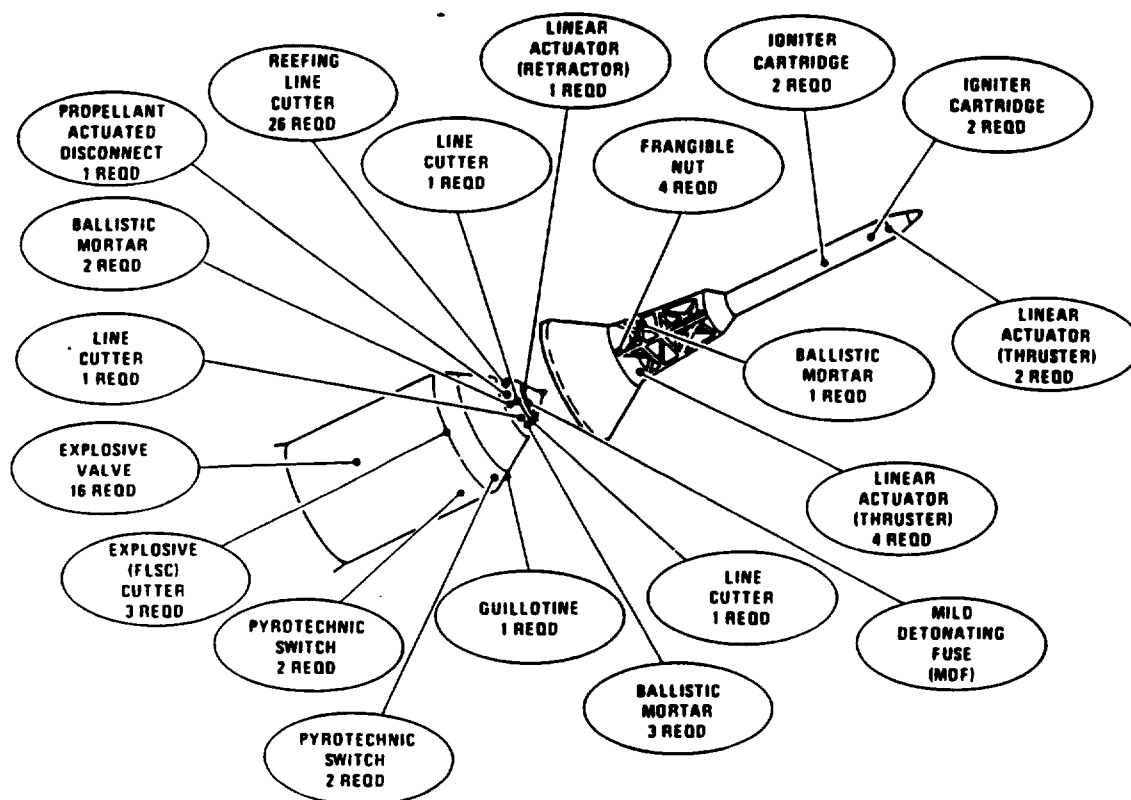 LINEAR
ACTUATOR
(RETRACTOR)
1 REQD
IGNITER
CARTRIDGE
2 REQD
IGNITER
CARTRIDGE
2 REQD
REEFING
LINE
CUTTER
26 REQD
PROPELLANT
ACTUATED
DISCONNECT
1 REQD
LINE
CUTTER
1 REQD
FRANGIBLE
NUT
4 REQD
BALLISTIC
MORTAR
2 REQD
LINE
CUTTER
1 REQD
LINEAR
ACTUATOR
(THRUSTER)
2 REQD
BALLISTIC
MORTAR
1 REQD
EXPLOSIVE
VALVE
16 REQD
LINEAR
ACTUATOR
(THRUSTER)
4 REQD
EXPLOSIVE
(FLSC)
CUTTER
3 REQD
GUILLOTINE
1 REQD
LINE
CUTTER
1 REQD
PYROTECHNIC
SWITCH
2 REQD
MILD
DETONATING
FUSE
(MDF)
BALLISTIC
MORTAR
3 REQD
PYROTECHNIC
SWITCH
2 REQD